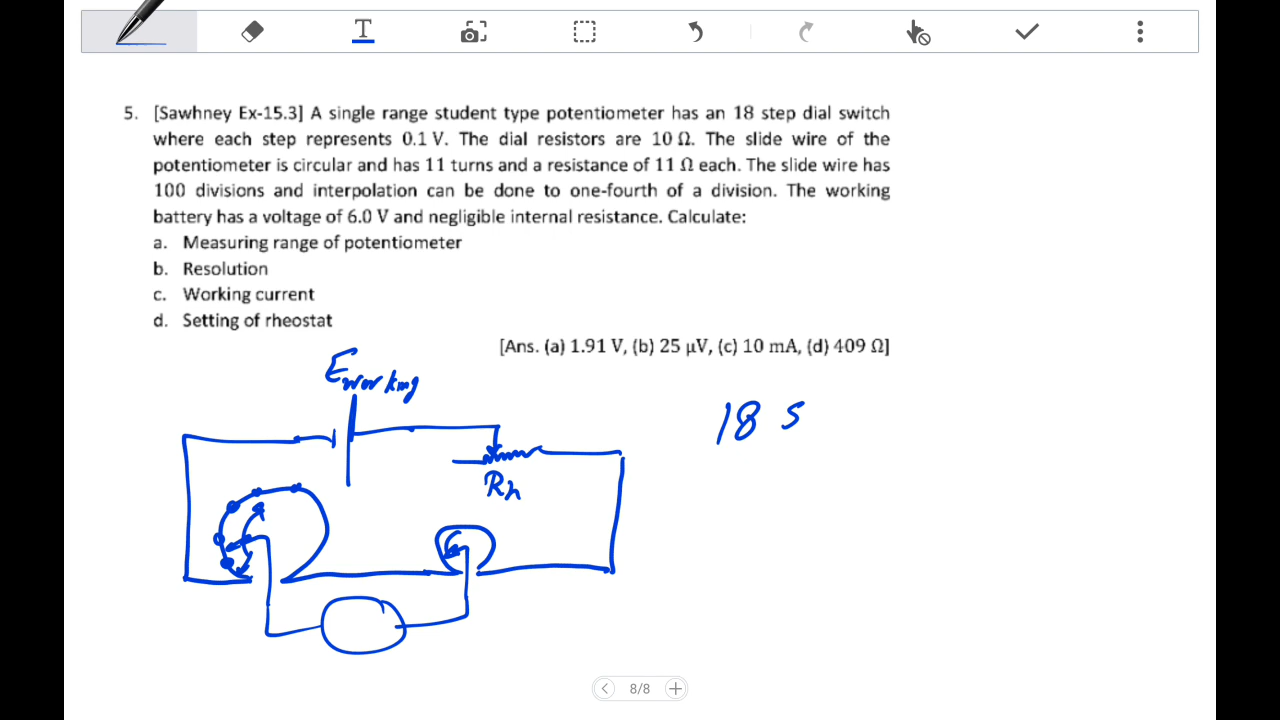 T
5. [Sawhney Ex-15.3] A single range student type potentiometer has an 18 step dial switch
where each step represents 0.1 V. The dial resistors are 10 Ω. The slide wire of the
potentiometer is circular and has 11 turns and a resistance of 11 Ω each. The slide wire has
100 divisions and interpolation can be done to one-fourth of a division. The working
battery has a voltage of 6.0 V and negligible internal resistance. Calculate:
a. Measuring range of potentiometer
b. Resolution
c. Working current
d. Setting of rheostat
[Ans. (a) 1.91 V, (b) 25 μV, (c) 10 mA, (d) 409 Ω]
Eworking
18 s
Rh
8/8